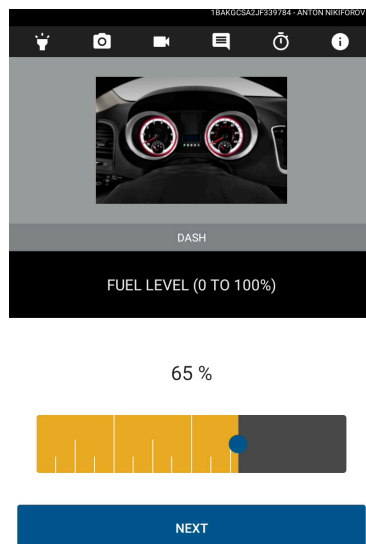 1BAKGCSA2JF339784 - ANTON NIKIFOROV
DASH
FUEL LEVEL (0 TO 100%)
65 %
NEXT